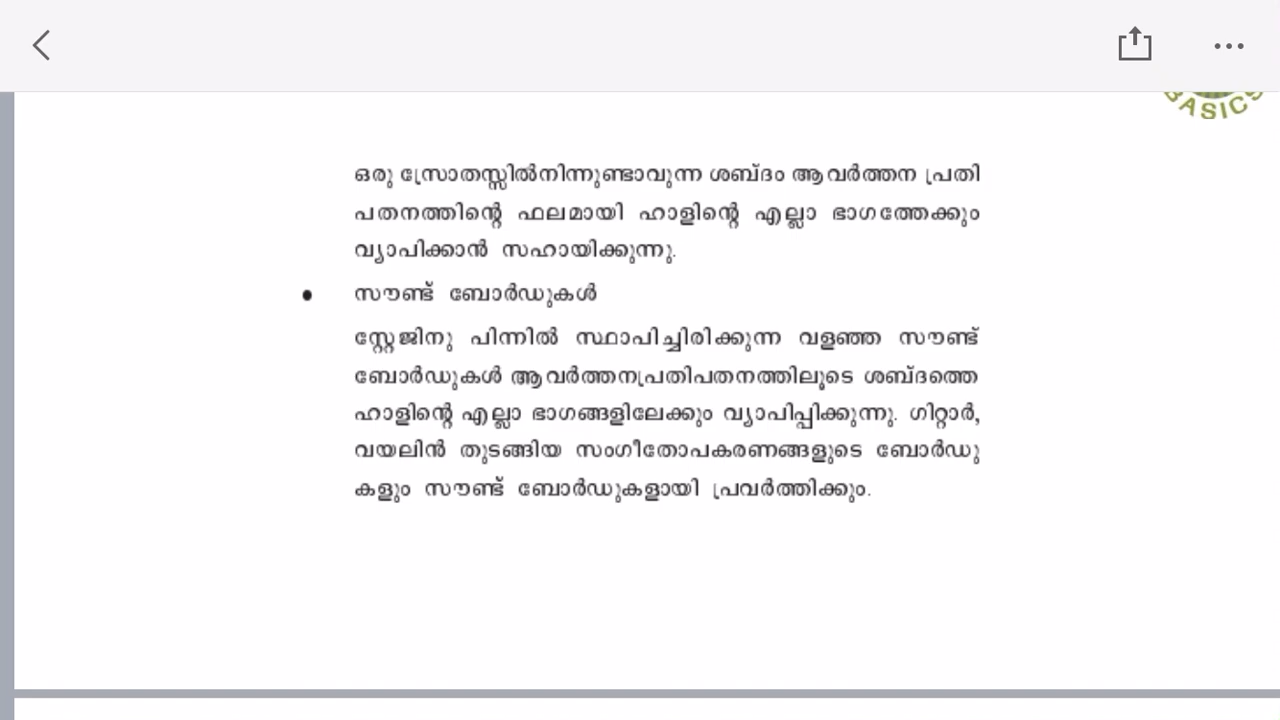 BASICS
ഒരു സ്രോതസ്സിൽനിന്നുണ്ടാവുന്ന ശബ്ദം ആവർത്തന പ്രതി
പതനത്തിന്റെ ഫലമായി ഹാളിന്റെ എല്ലാ ഭാഗത്തേക്കും
വ്യാപിക്കാൻ സഹായിക്കുന്നു.
• സൗണ്ട് ബോർഡുകൾ
സ്റ്റേജിനു പിന്നിൽ സ്ഥാപിച്ചിരിക്കുന്ന വളഞ്ഞ സൗണ്ട്
ബോർഡുകൾ ആവർത്തനപ്രതിപതനത്തിലൂടെ ശബ്ദത്തെ
ഹാളിന്റെ എല്ലാ ഭാഗങ്ങളിലേക്കും വ്യാപിപ്പിക്കുന്നു. ഗിറ്റാർ,
വയലിൻ തുടങ്ങിയ സംഗീതോപകരണങ്ങളുടെ ബോർഡു
കളും സൗണ്ട് ബോർഡുകളായി പ്രവർത്തിക്കും.